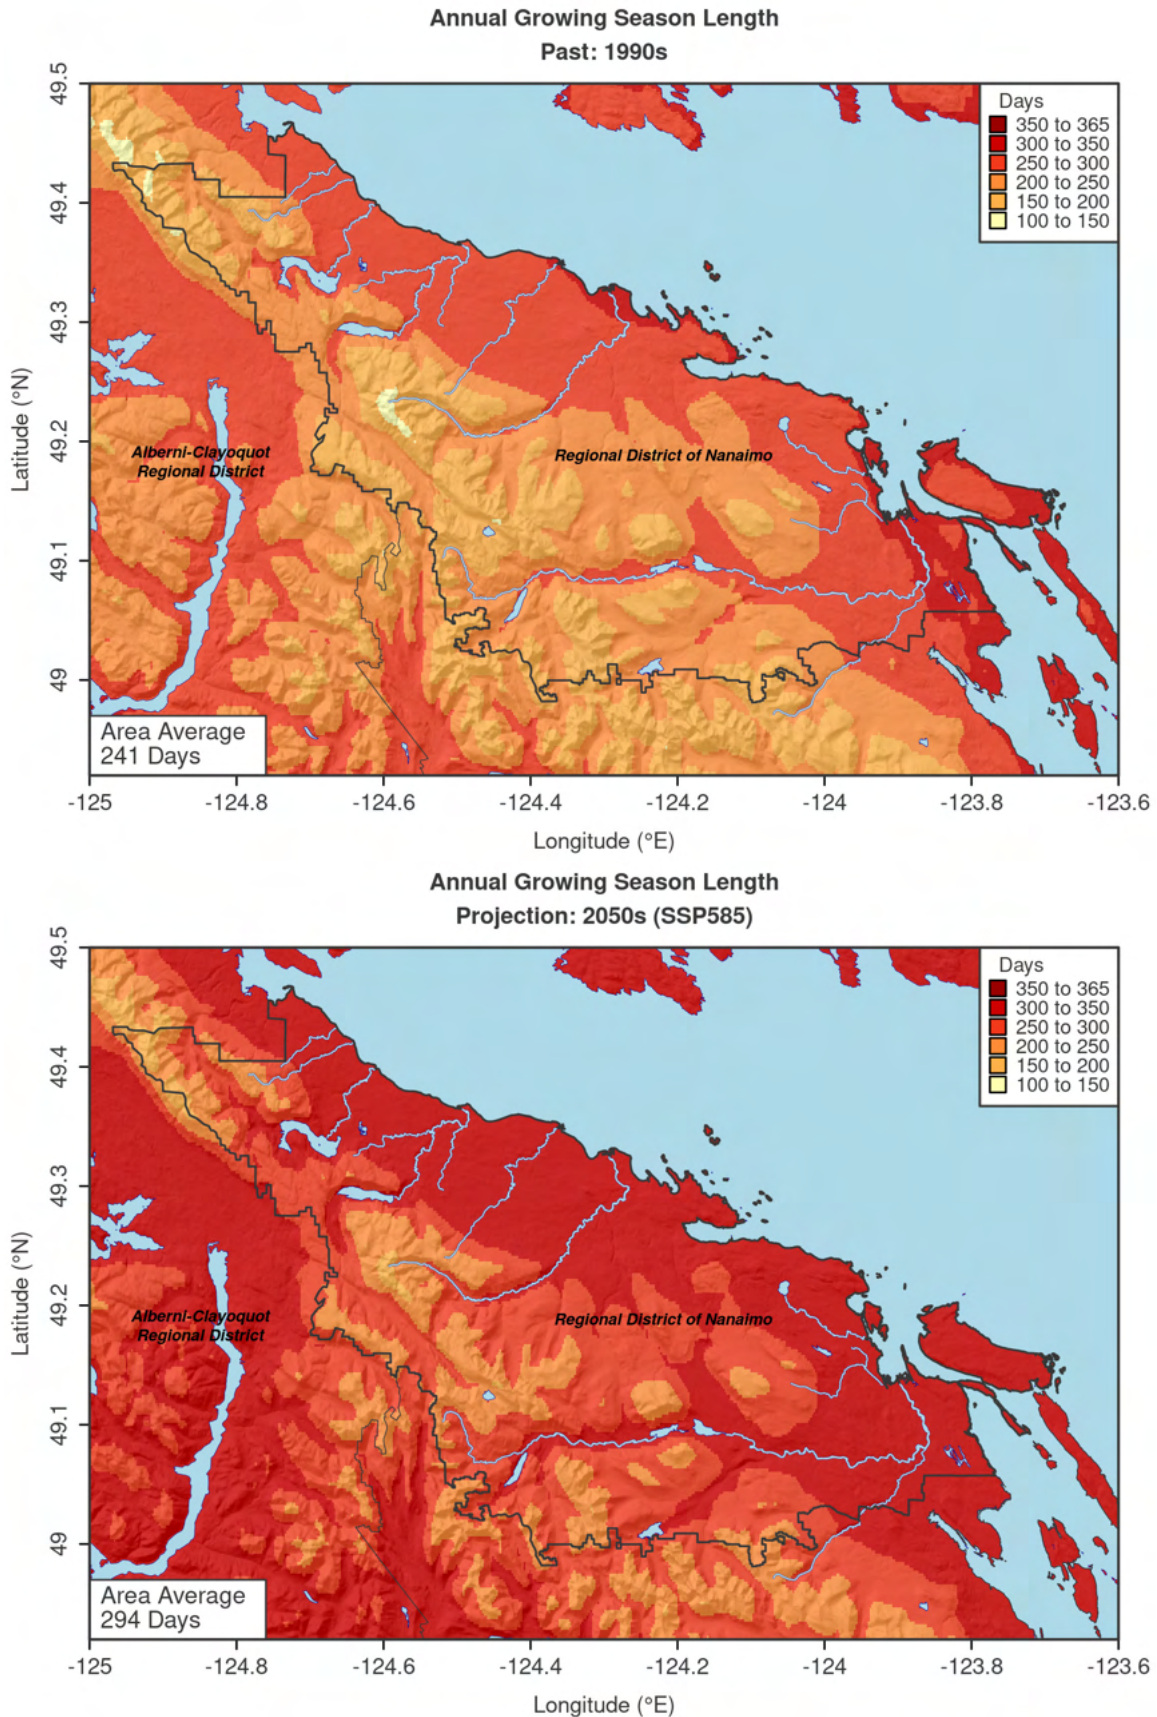 Annual Growing Season Length
Past: 1990s
Days
350 to 365
300 to 350
250 to 300
200 to 250
150 to 200
100 to 150
49.5
49.4
49.3
49.2
49.1
49
Latitude (°N)
Alberni-Clayoquot
Regional District
Regional District of Nanaimo
Area Average
241 Days
-125
-124.8
-124.6
-124.4
-124.2
-124
-123.8
-123.6
Longitude (°E)
Annual Growing Season Length
Projection: 2050s (SSP585)
Days
350 to 365
300 to 350
250 to 300
200 to 250
150 to 200
100 to 150
49.5
49.4
49.3
49.2
49.1
49
Latitude (°N)
Alberni-Clayoquot
Regional District
Regional District of Nanaimo
Area Average
294 Days
-125
-124.8
-124.6
-124.4
-124.2
-124
-123.8
-123.6
Longitude (°E)